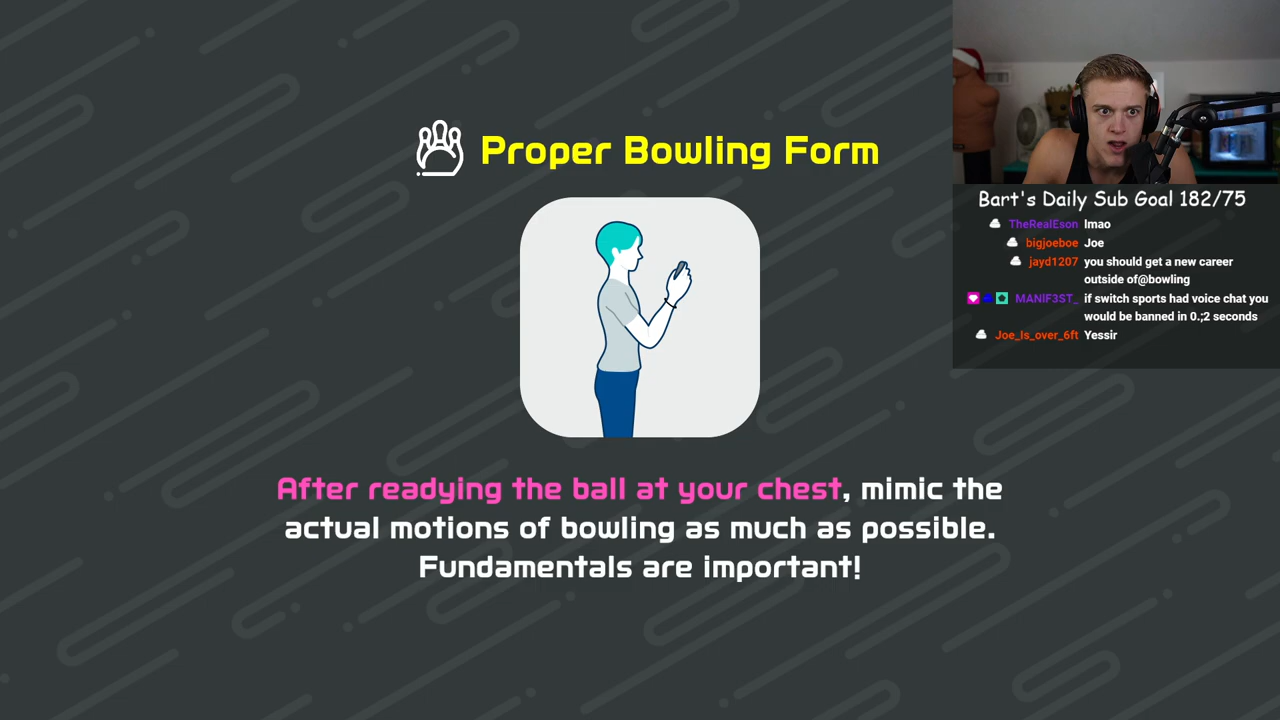 Proper Bowling Form
After readying the ball at your chest, mimic the
actual motions of bowling as much as possible.
Fundamentals are important!
Bart's Daily Sub Goal 182/75
TheRealEson lmao
bigjoeboe Joe
jayd1207 you should get a new career
outside of@bowling
MANIF3ST_ if switch sports had voice chat you
would be banned in 0.;2 seconds
Joe_Is_over_6ft Yessir